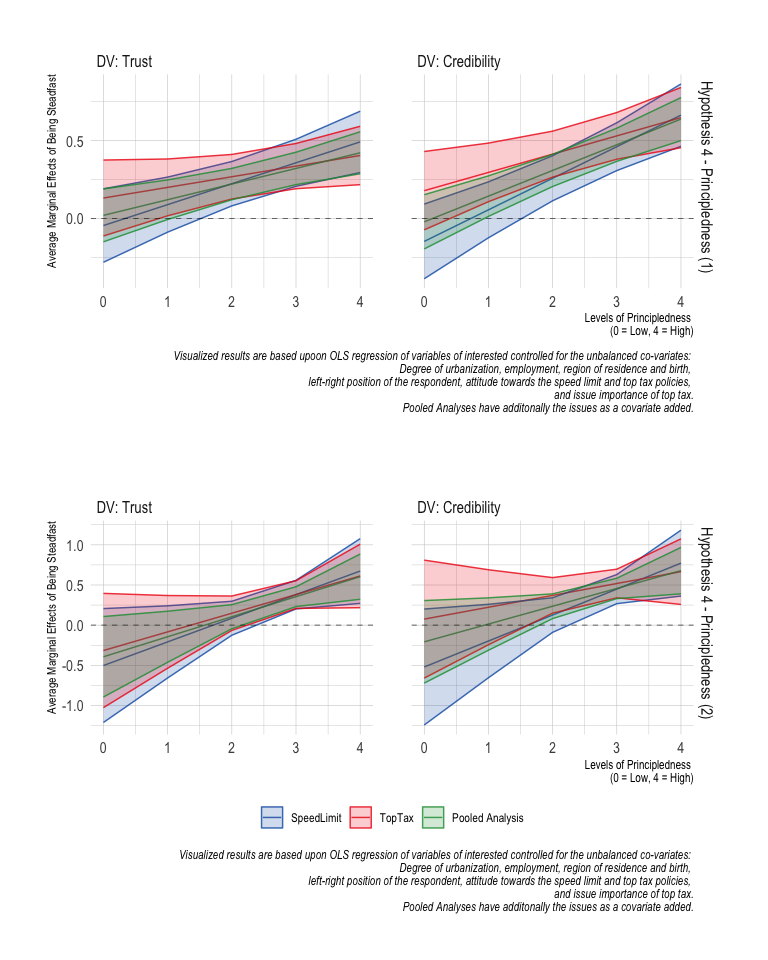 DV: Trust
DV: Credibility
Average Marginal Effects of Being Steadfast
Hypothesis 4 - Principledness (1)
0.5
0.0
0 1 2 3 4
0 1 2 3 4
Levels of Principledness
(0 = Low, 4 = High)
Visualized results are based upoon OLS regression of variables of interested controlled for the unbalanced co-variates:
Degree of urbanization, employment, region of residence and birth,
left-right position of the respondent, attitude towards the speed limit and top tax policies,
and issue importance of top tax.
Pooled Analyses have additonally the issues as a covariate added.
DV: Trust
DV: Credibility
Average Marginal Effects of Being Steadfast
Hypothesis 4 - Principledness (2)
1.0
0.5
0.0
-0.5
-1.0
0 1 2 3 4
0 1 2 3 4
Levels of Principledness
(0 = Low, 4 = High)
SpeedLimit TopTax Pooled Analysis
Visualized results are based upon OLS regression of variables of interested controlled for the unbalanced co-variates:
Degree of urbanization, employment, region of residence and birth,
left-right position of the respondent, attitude towards the speed limit and top tax policies,
and issue importance of top tax.
Pooled Analyses have additonally the issues as a covariate added.